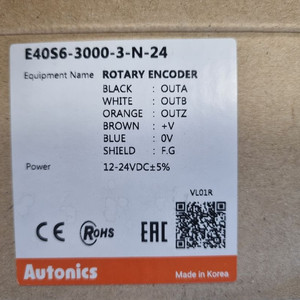 E40S6-3000-3-N-24
Equipment Name ROTARY ENCODER
BLACK : OUTA
WHITE : OUTB
ORANGE : OUTZ
BROWN : +V
BLUE : 0V
SHIELD : F.G
Power 12-24VDC±5%
VL01R
CE RoHS EAC
Autonics
Made in Korea